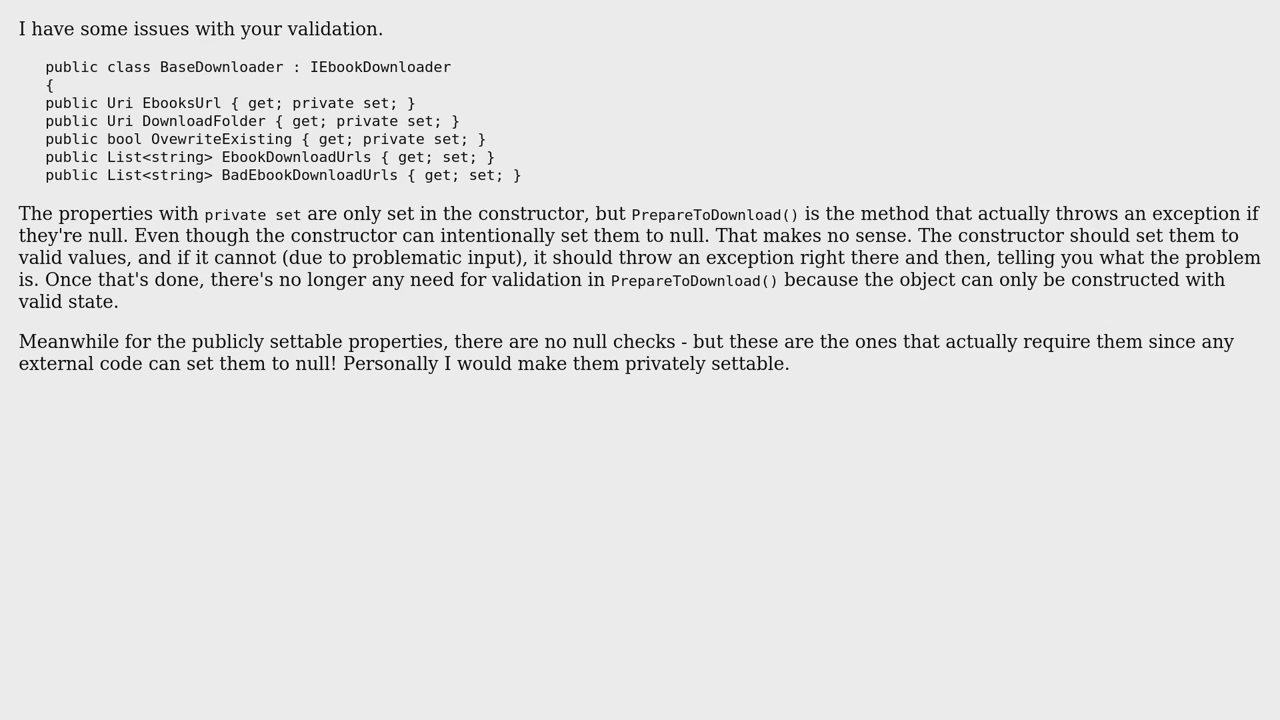 I have some issues with your validation.
public class BaseDownloader : IEbookDownloader
{
public Uri EbooksUrl { get; private set; }
public Uri DownloadFolder { get; private set; }
public bool OvewriteExisting { get; private set; }
public List<string> EbookDownloadUrls { get; set; }
public List<string> BadEbookDownloadUrls { get; set; }
The properties with private set are only set in the constructor, but PrepareToDownload() is the method that actually throws an exception if
they're null. Even though the constructor can intentionally set them to null. That makes no sense. The constructor should set them to
valid values, and if it cannot (due to problematic input), it should throw an exception right there and then, telling you what the problem
is. Once that's done, there's no longer any need for validation in PrepareToDownload() because the object can only be constructed with
valid state.
Meanwhile for the publicly settable properties, there are no null checks - but these are the ones that actually require them since any
external code can set them to null! Personally I would make them privately settable.